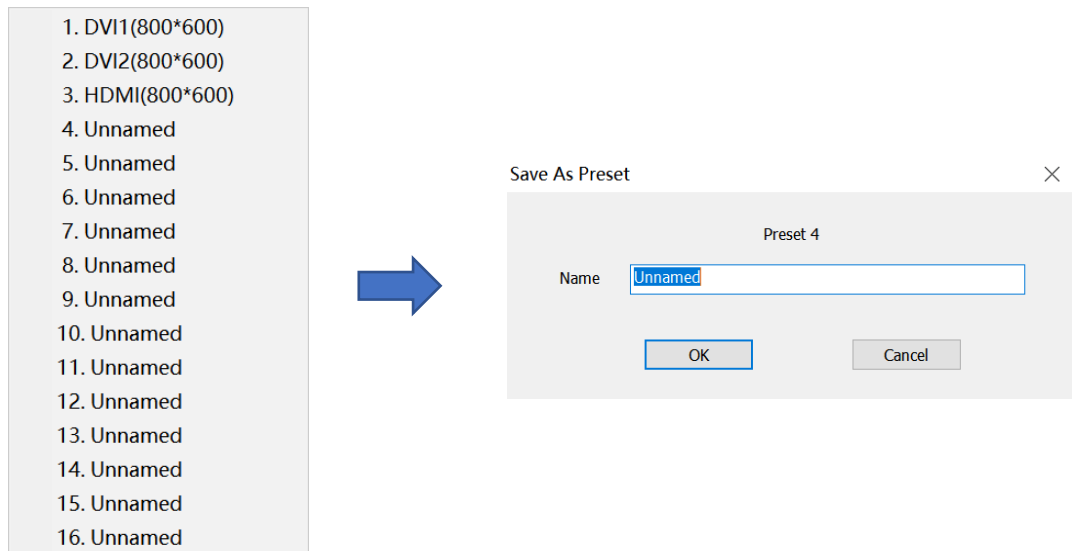 1. DVI1(800*600)
2. DVI2(800*600)
3. HDMI(800*600)
4. Unnamed
5. Unnamed
6. Unnamed
7. Unnamed
8. Unnamed
9. Unnamed
10. Unnamed
11. Unnamed
12. Unnamed
13. Unnamed
14. Unnamed
15. Unnamed
16. Unnamed
Save As Preset
Preset 4
Name Unnamed
OK Cancel